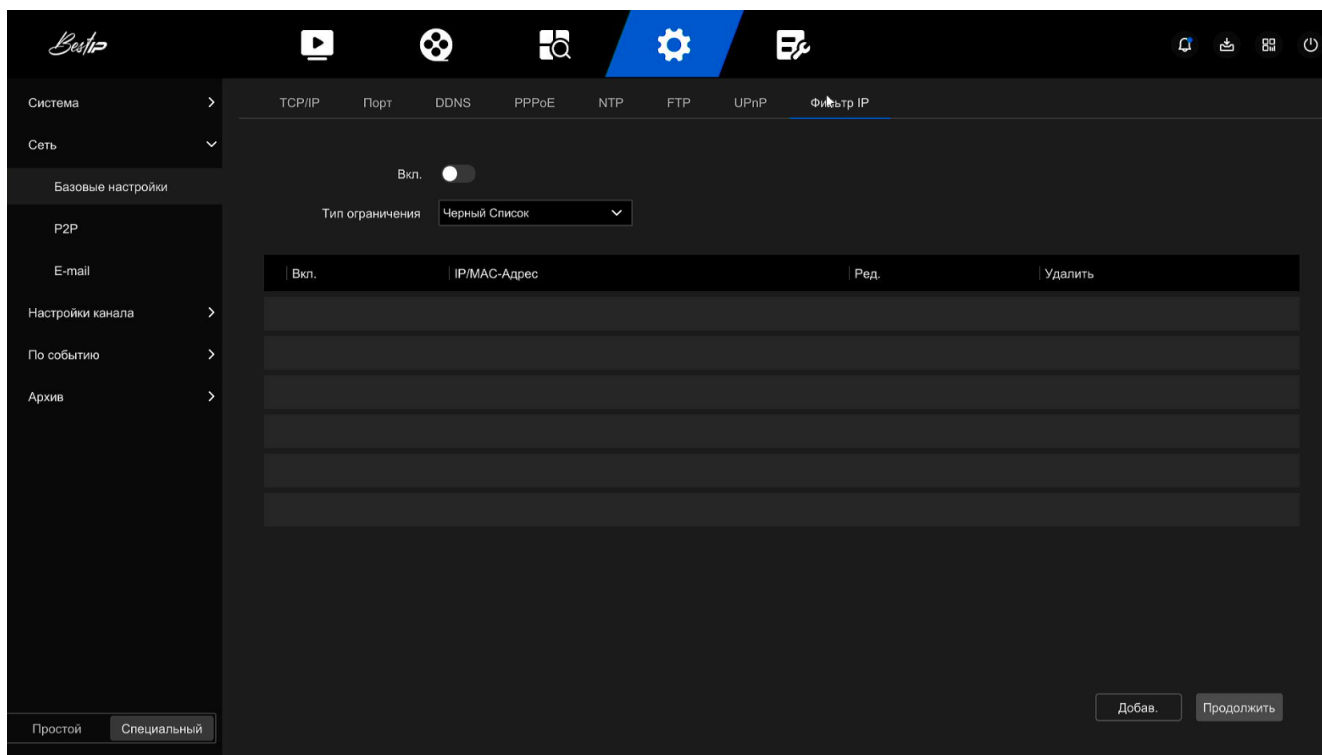 BestIP
Система
TCP/IP Порт DDNS PPPoE NTP FTP UPnP Фильтр IP
Сеть
Вкл.
Базовые настройки
Тип ограничения Черный Список
P2P
E-mail
Вкл. IP/MAC-Адрес Ред. Удалить
Настройки канала
По событию
Архив
Добав. Продолжить
Простой Специальный